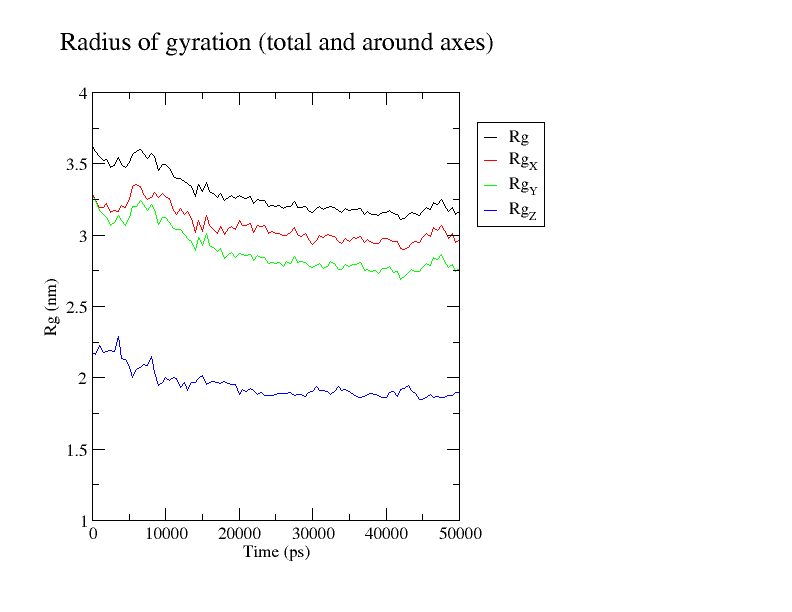 Radius of gyration (total and around axes)
4
3.5
3
2.5
2
1.5
1
Rg (nm)
0 10000 20000 30000 40000 50000
Time (ps)
Rg
RgX
RgY
RgZ